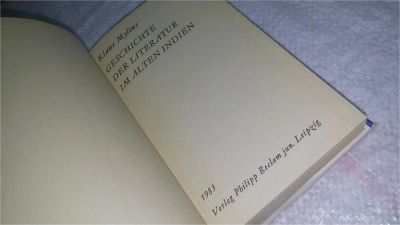 Klaus Mylius
GESCHICHTE
DER LITERATUR
IM ALTEN INDIEN
1983
Verlag Philipp Reclam jun. Leipzig